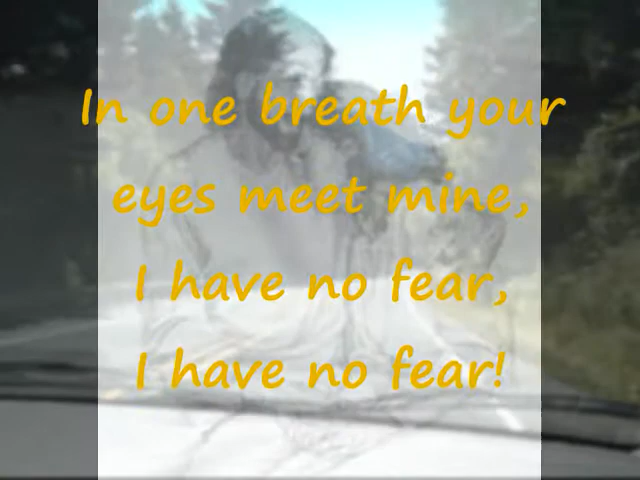 In one breath your
eyes meet mine,
I have no fear,
I have no fear!